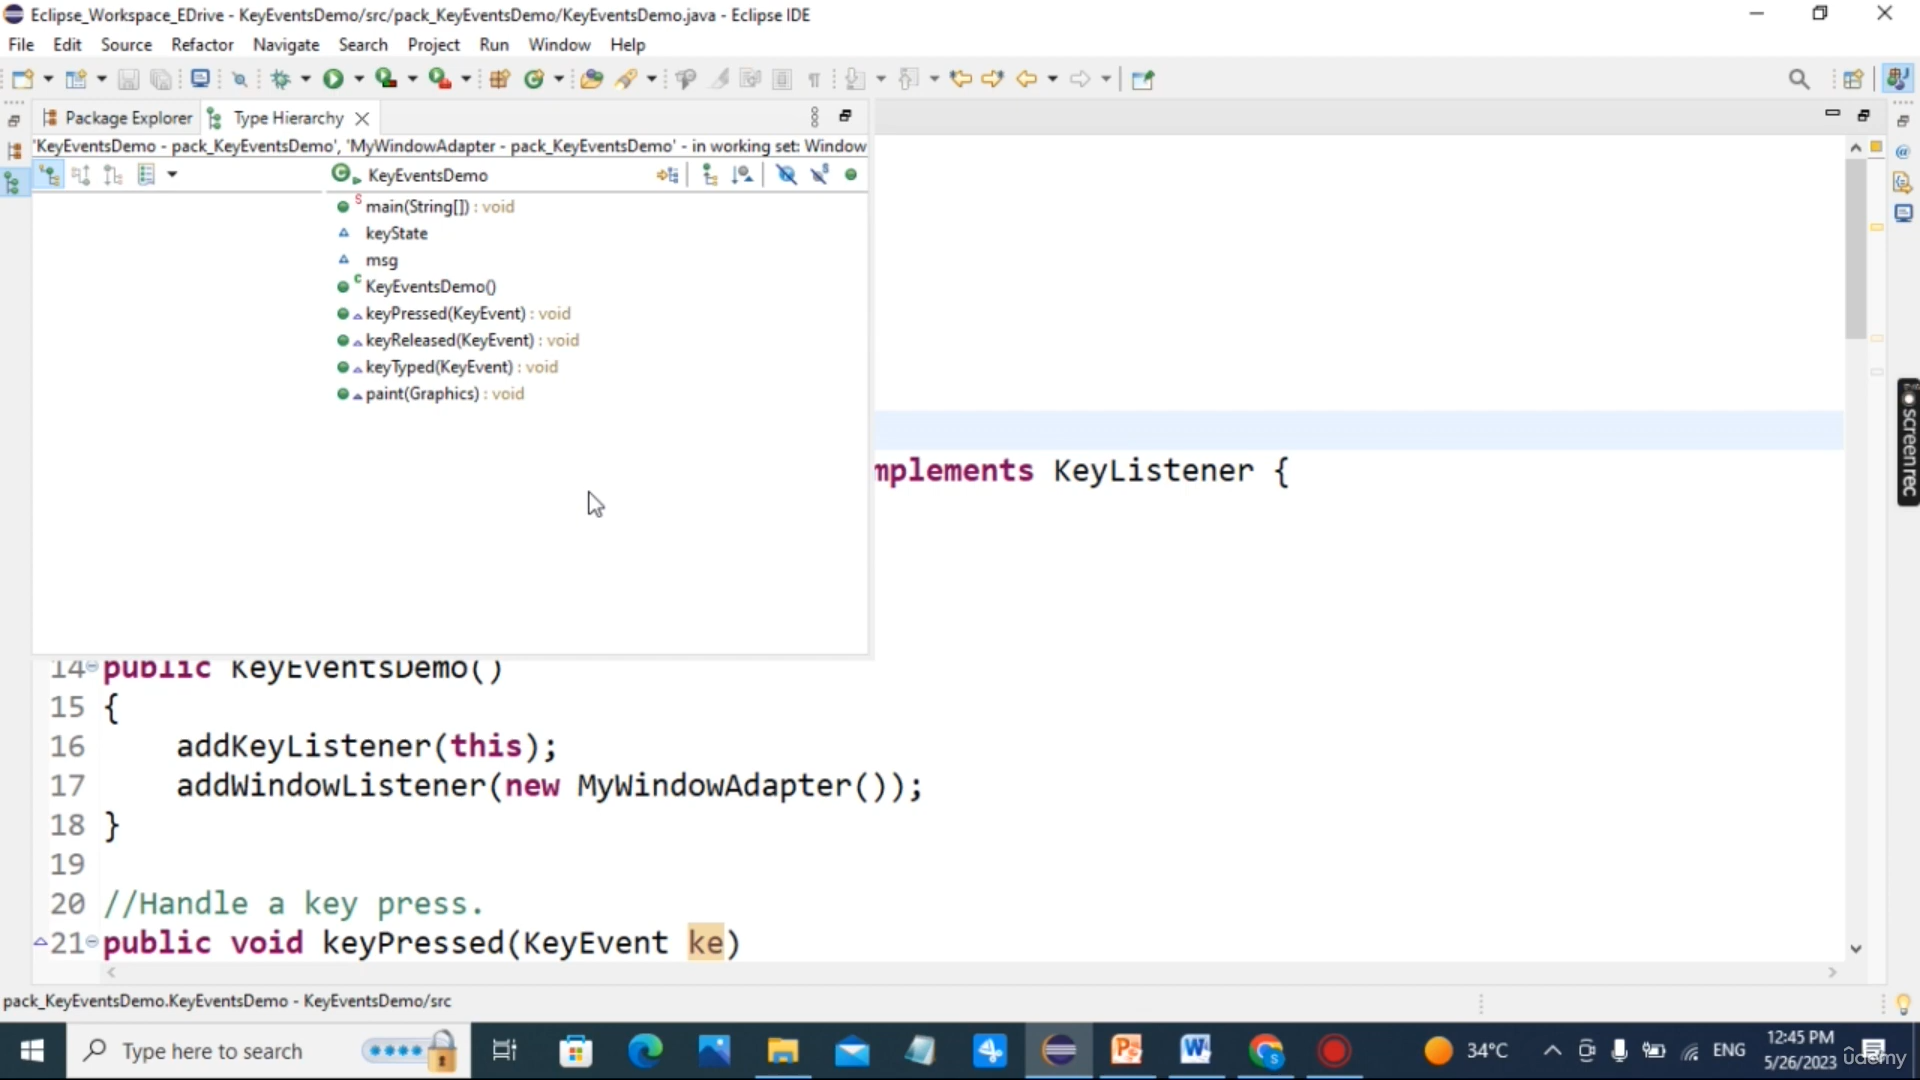 Eclipse_Workspace_EDrive - KeyEventsDemo/src/pack_KeyEventsDemo/KeyEventsDemo.java - Eclipse IDE
File Edit Source Refactor Navigate Search Project Run Window Help
Package Explorer Type Hierarchy
'KeyEventsDemo - pack_KeyEventsDemo', 'MyWindowAdapter - pack_KeyEventsDemo' - in working set: Window
KeyEventsDemo
main(String[]) : void
keyState
msg
KeyEventsDemo()
keyPressed(KeyEvent) : void
keyReleased(KeyEvent) : void
keyTyped(KeyEvent) : void
paint(Graphics) : void
mplements KeyListener {
14 public KeyEventsDemo()
15 {
16 addKeyListener(this);
17 addWindowListener(new MyWindowAdapter());
18 }
19
20 //Handle a key press.
21 public void keyPressed(KeyEvent ke)
pack_KeyEventsDemo.KeyEventsDemo - KeyEventsDemo/src
screenrec
Type here to search
34°C
ENG
12:45 PM
5/26/2023
ûdemy